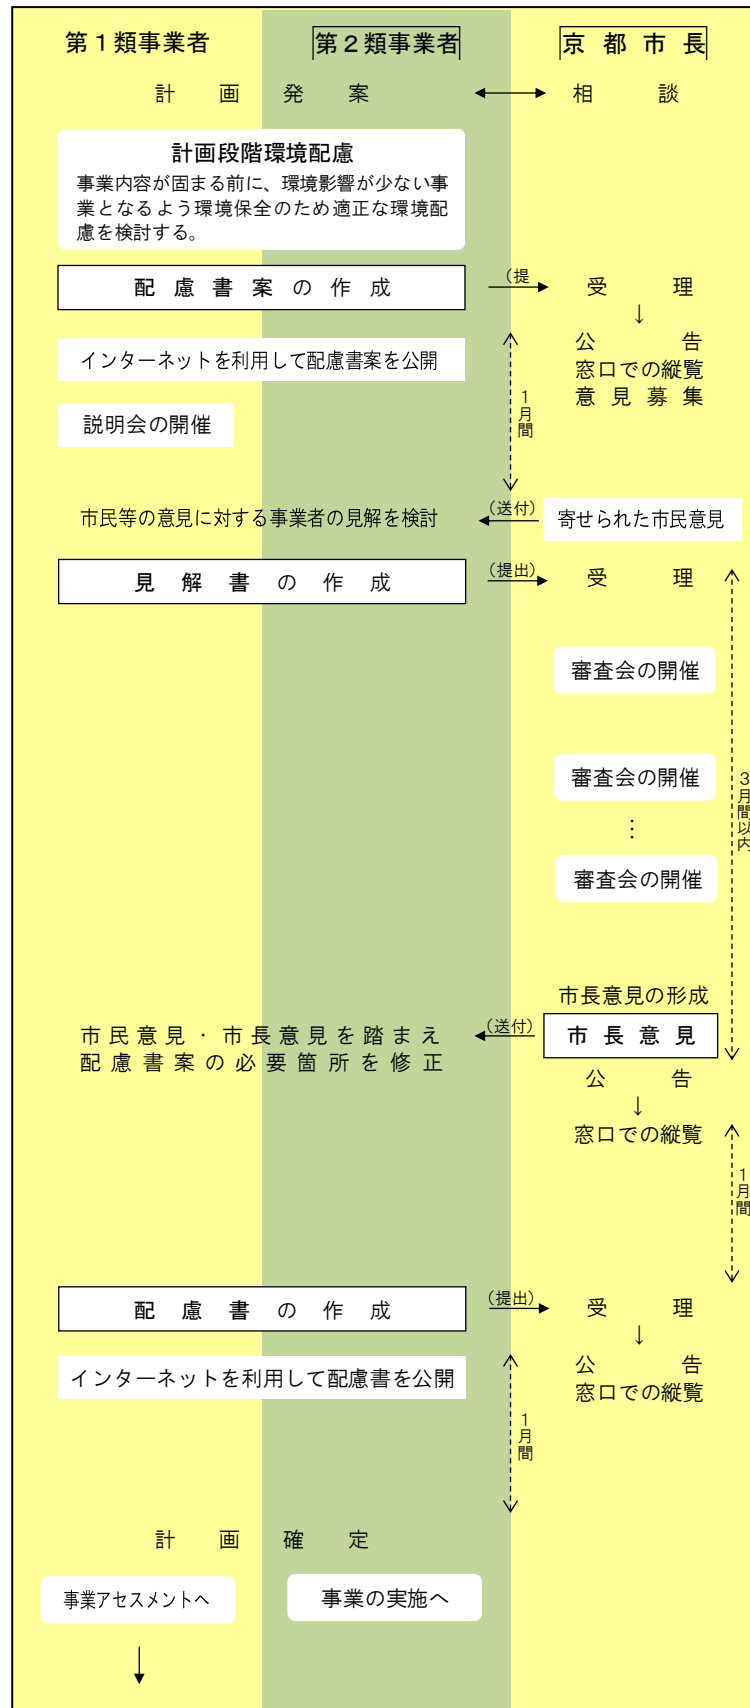 第１類事業者
第２類事業者
京都市長
計画発案
相談
計画段階環境配慮
事業内容が固まる前に、環境影響が少ない事
業となるよう環境保全のため適正な環境配
慮を検討する。
配慮書案の作成
（提
受理
↓
インターネットを利用して配慮書案を公開
公告
窓口での縦覧
意見募集
１月間
説明会の開催
市民等の意見に対する事業者の見解を検討
（送付）
寄せられた市民意見
見解書の作成
（提出）
受理
審査会の開催
審査会の開催
…
審査会の開催
３月間以内
市長意見の形成
市民意見・市長意見を踏まえ
配慮書案の必要箇所を修正
（送付）
市長意見
公告
↓
窓口での縦覧
１月間
配慮書の作成
（提出）
受理
↓
インターネットを利用して配慮書を公開
公告
窓口での縦覧
１月間
計画確定
事業アセスメントへ
事業の実施へ